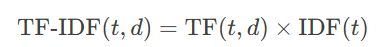 TF-IDF(t, d) = TF(t, d) × IDF(t)